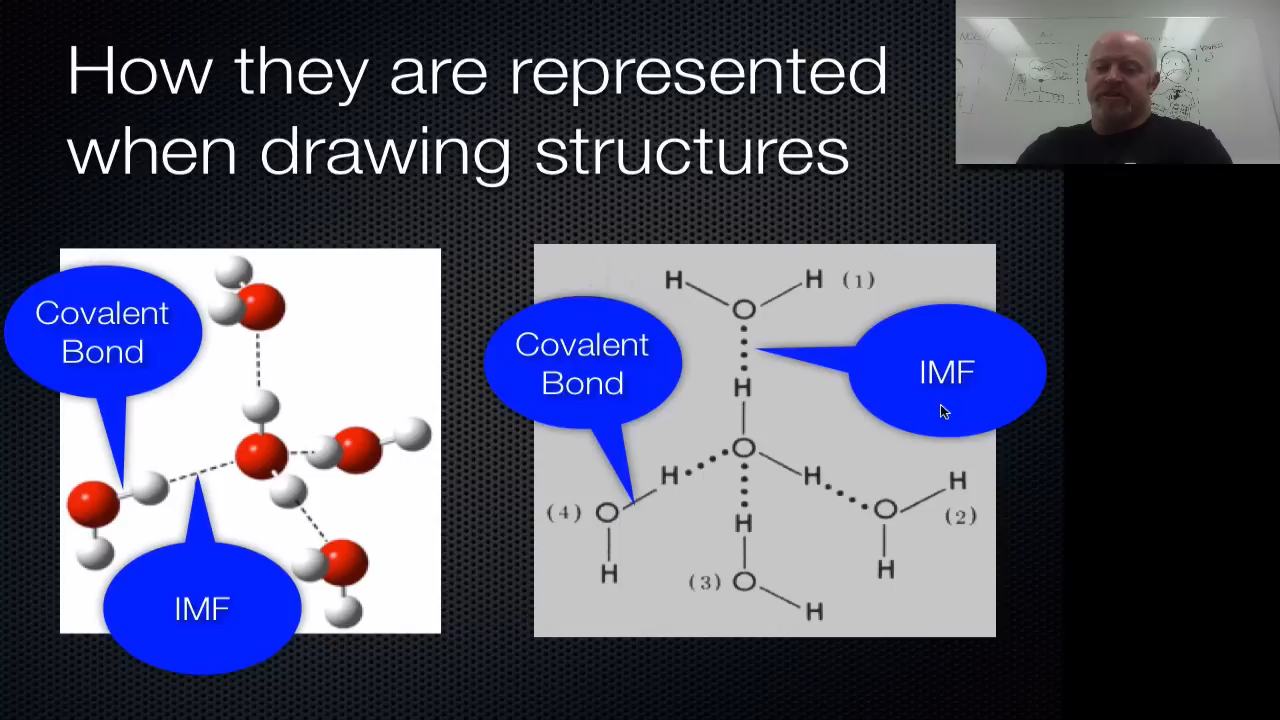 How they are represented
when drawing structures
Covalent
Bond
IMF
Covalent
Bond
IMF
H
H (1)
O
H
O
H
H
H
(4) O
O
(2)
H
H
H
(3) O
H